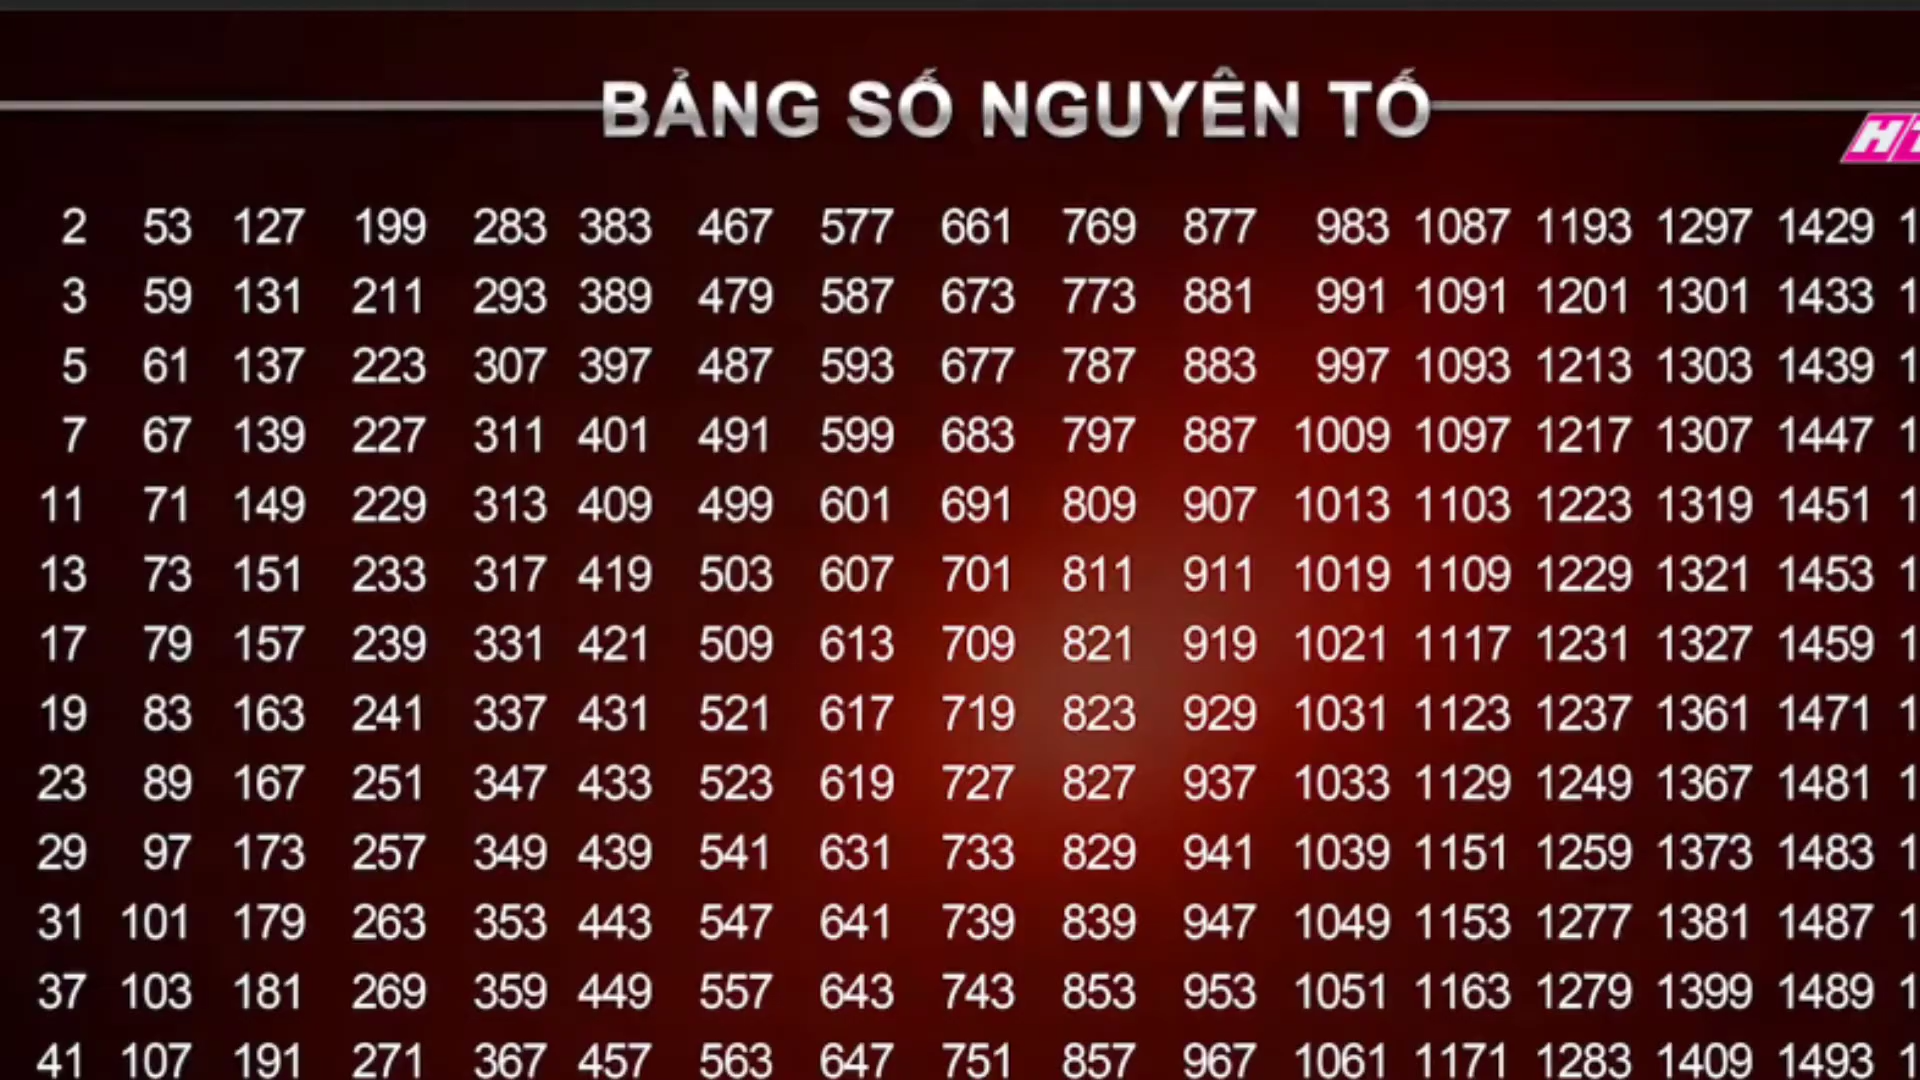 BẢNG SỐ NGUYÊN TỐ
2 53 127 199 283 383 467 577 661 769 877 983 1087 1193 1297 1429
3 59 131 211 293 389 479 587 673 773 881 991 1091 1201 1301 1433
5 61 137 223 307 397 487 593 677 787 883 997 1093 1213 1303 1439
7 67 139 227 311 401 491 599 683 797 887 1009 1097 1217 1307 1447
11 71 149 229 313 409 499 601 691 809 907 1013 1103 1223 1319 1451
13 73 151 233 317 419 503 607 701 811 911 1019 1109 1229 1321 1453
17 79 157 239 331 421 509 613 709 821 919 1021 1117 1231 1327 1459
19 83 163 241 337 431 521 617 719 823 929 1031 1123 1237 1361 1471
23 89 167 251 347 433 523 619 727 827 937 1033 1129 1249 1367 1481
29 97 173 257 349 439 541 631 733 829 941 1039 1151 1259 1373 1483
31 101 179 263 353 443 547 641 739 839 947 1049 1153 1277 1381 1487
37 103 181 269 359 449 557 643 743 853 953 1051 1163 1279 1399 1489
41 107 191 271 367 457 563 647 751 857 967 1061 1171 1283 1409 1493